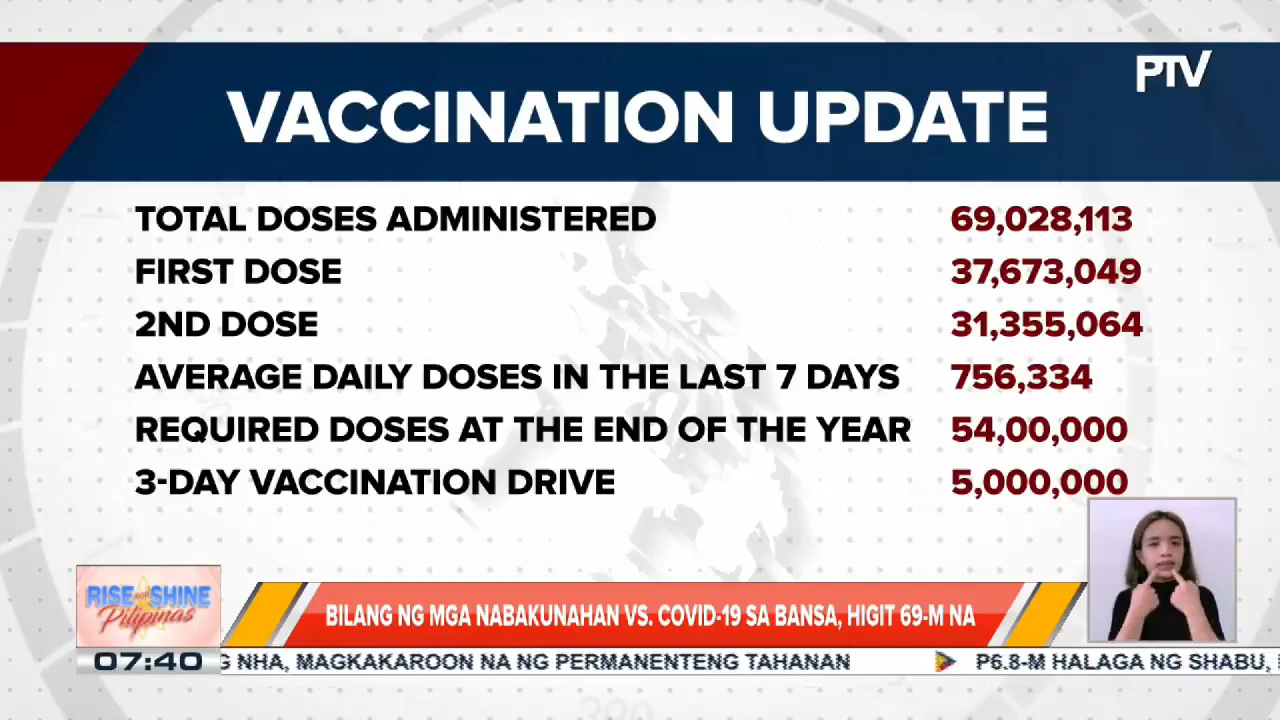 PTV
VACCINATION UPDATE
TOTAL DOSES ADMINISTERED 69,028,113
FIRST DOSE 37,673,049
2ND DOSE 31,355,064
AVERAGE DAILY DOSES IN THE LAST 7 DAYS 756,334
REQUIRED DOSES AT THE END OF THE YEAR 54,00,000
3-DAY VACCINATION DRIVE 5,000,000
RISE AND SHINE
Pilipinas
BILANG NG MGA NABAKUNAHAN VS. COVID-19 SA BANSA, HIGIT 69-M NA
07:40
G NHA, MAGKAKAROON NA NG PERMANENTENG TAHANAN P6.8-M HALAGA NG SHABU,